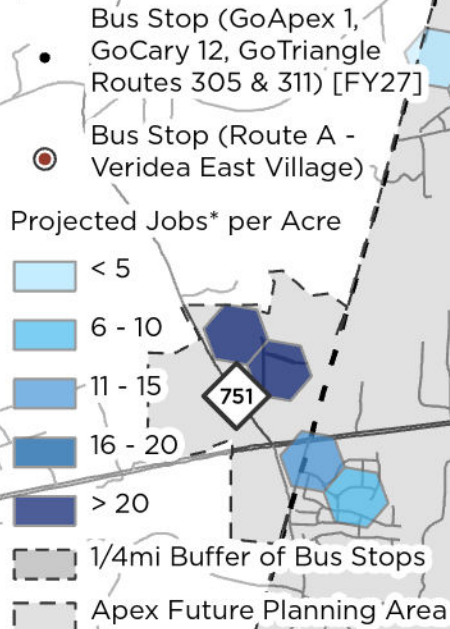 Bus Stop (GoApex 1,
GoCary 12, GoTriangle
Routes 305 & 311) [FY27]
Bus Stop (Route A -
Veridea East Village)
Projected Jobs* per Acre
< 5
6 - 10
11 - 15
751
16 - 20
> 20
1/4mi Buffer of Bus Stops
Apex Future Planning Area